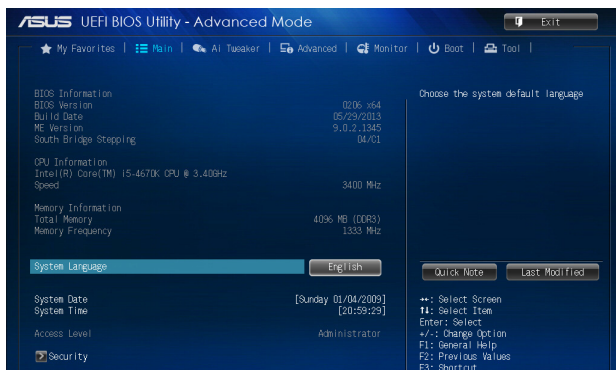 ASUS UEFI BIOS Utility - Advanced Mode
Exit
My Favorites | Main | Ai Tweaker | Advanced | Monitor | Boot | Tool |
BIOS Information
Choose the system default language
BIOS Version 0206 x64
Build Date 05/29/2013
ME Version 9.0.2.1345
South Bridge Stepping 04/C1
CPU Information
Intel(R) Core(TM) i5-4670K CPU @ 3.40GHz
Speed 3400 MHz
Memory Information
Total Memory 4096 MB (DDR3)
Memory Frequency 1333 MHz
System Language English
Quick Note Last Modified
System Date [Sunday 01/04/2009]
System Time [20:59:29]
Access Level Administrator
Security
→←: Select Screen
↑↓: Select Item
Enter: Select
+/-: Change Option
F1: General Help
F2: Previous Values
F3: Shortcut